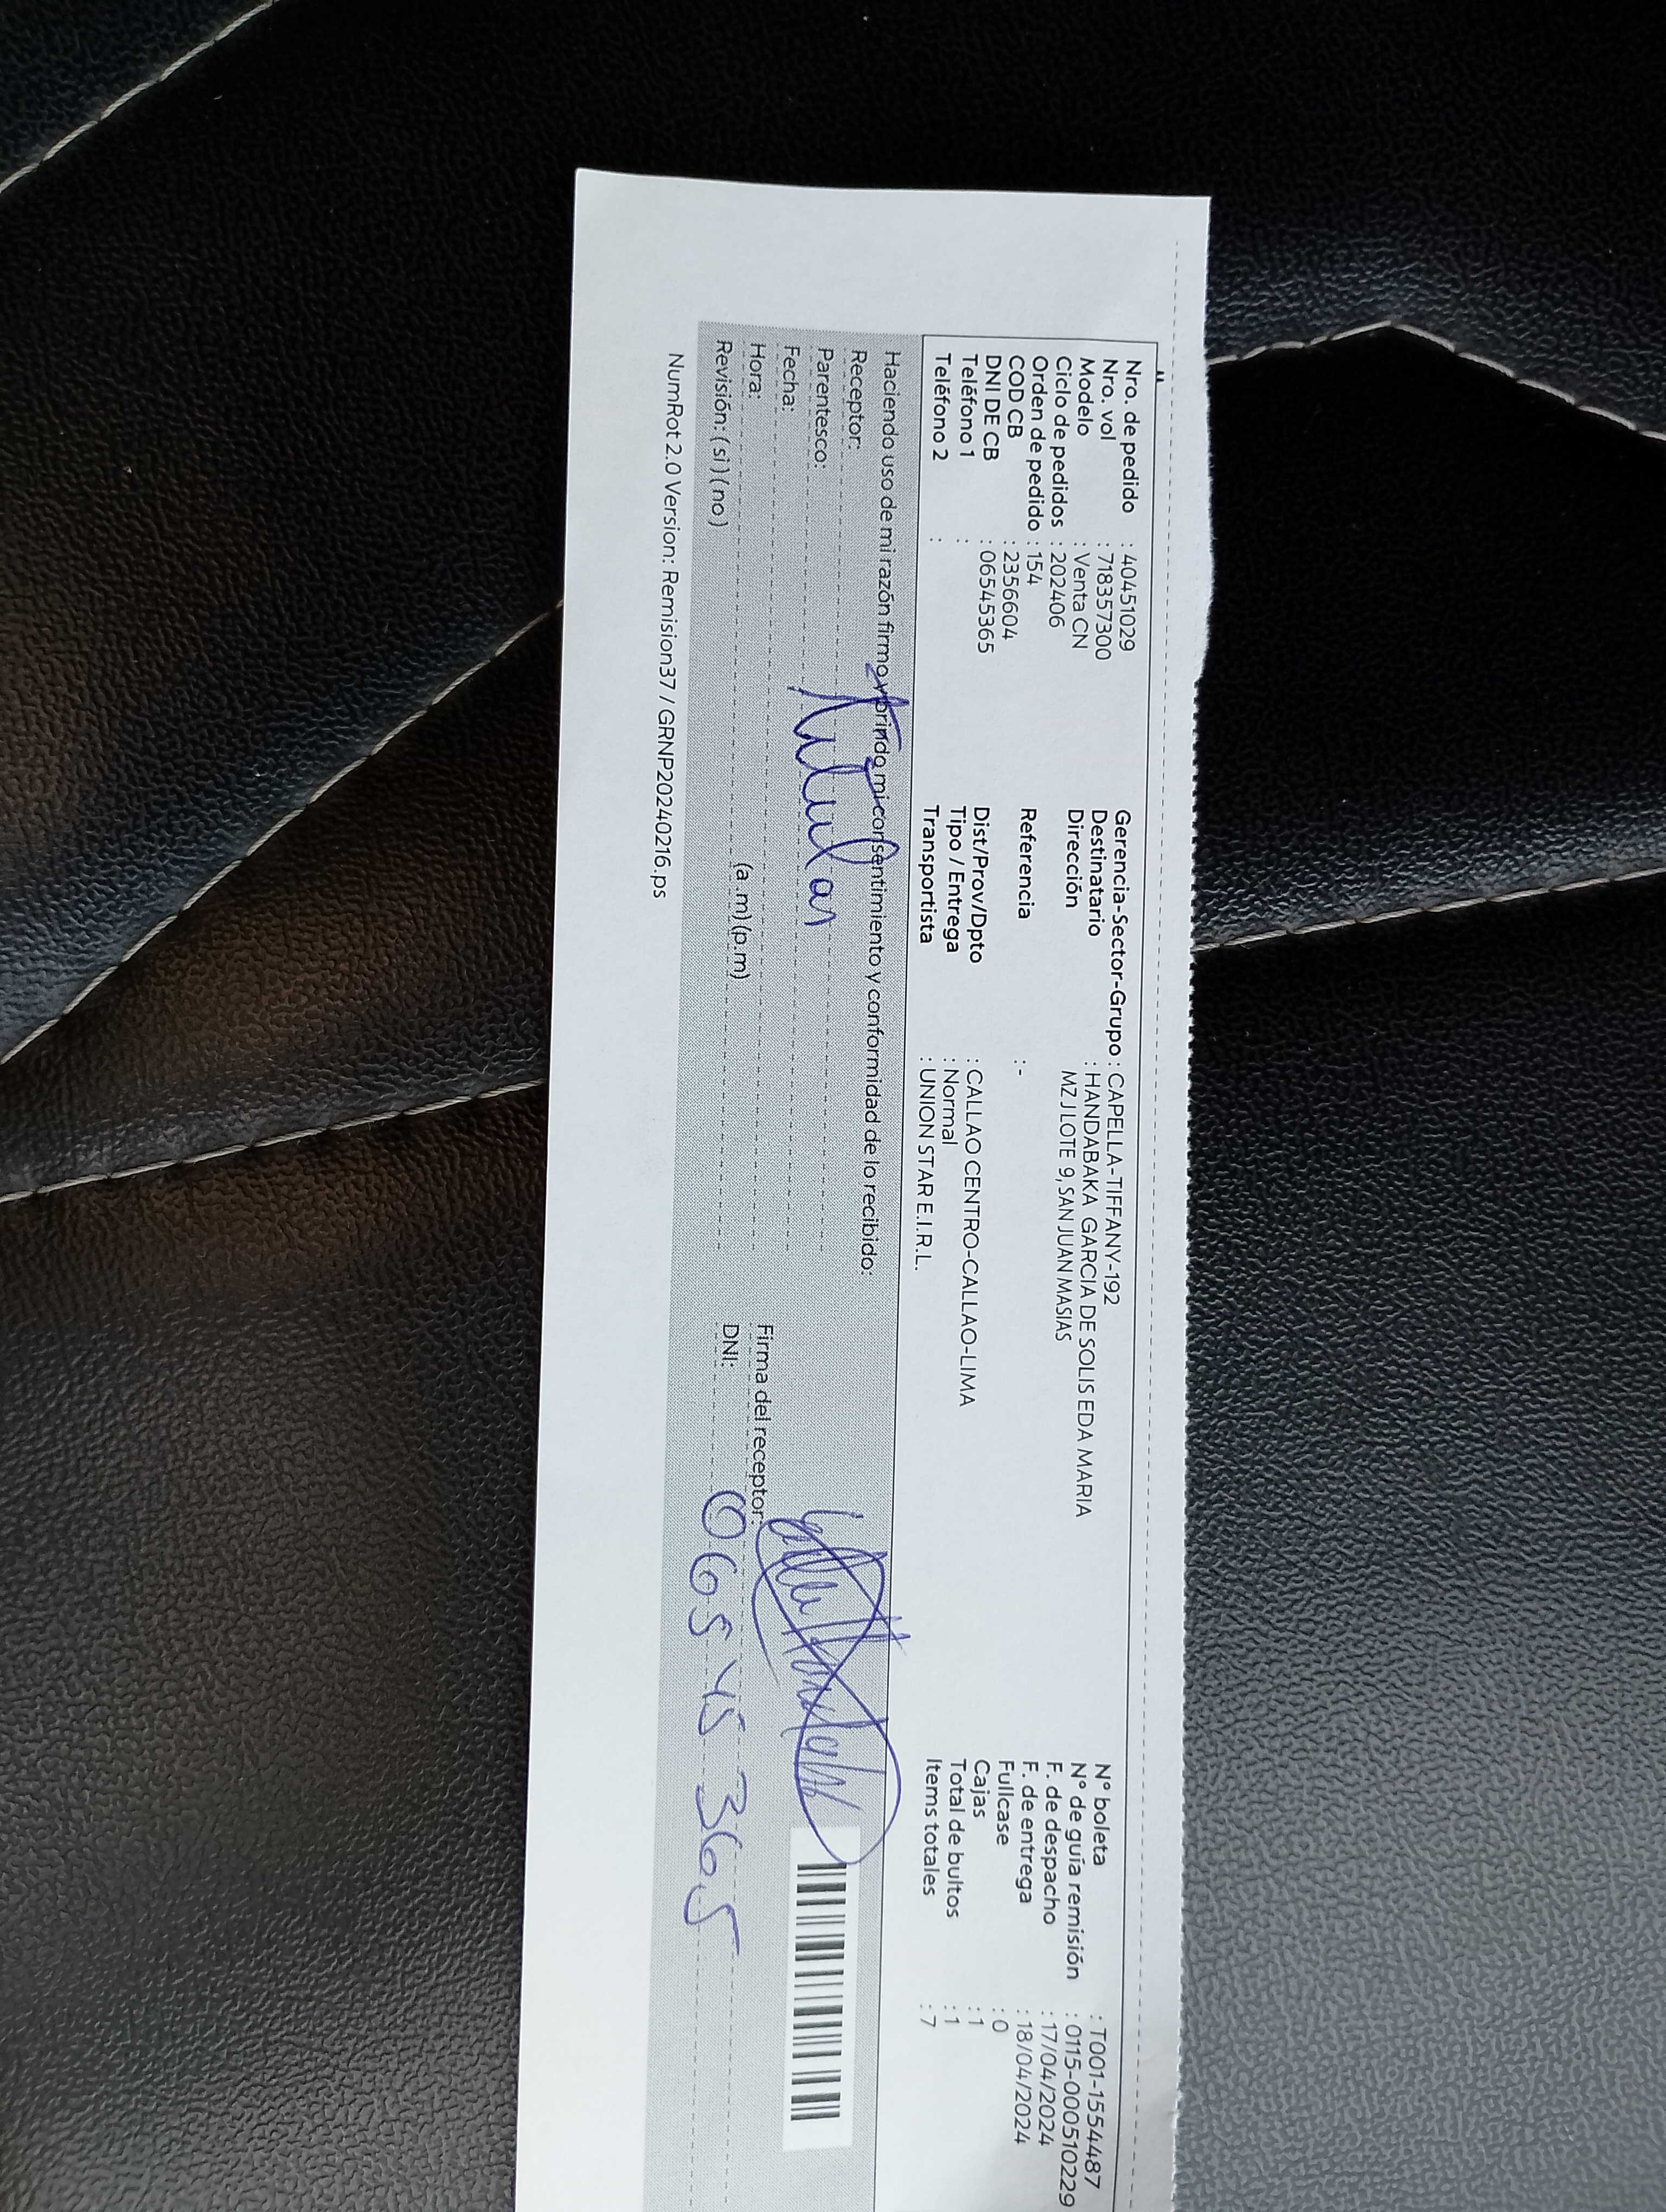 Nro. de pedido : 40451029
Nro. vol : 718357300
Modelo : Venta CN
Ciclo de pedidos : 202406
Orden de pedido : 154
COD CB : 2356604
DNI DE CB : 06545365
Teléfono 1 :
Teléfono 2 :
Gerencia-Sector-Grupo : CAPELLA-TIFFANY-192
Destinatario : HANDABAKA GARCIA DE SOLIS EDA MARIA
Dirección MZ J LOTE 9, SAN JUAN MASIAS
Referencia : -
Dist/Prov/Dpto : CALLAO CENTRO-CALLAO-LIMA
Tipo / Entrega : Normal
Transportista : UNION STAR E.I.R.L.
N° boleta : T001-1554487
N° de guía remisión : 0115-000510229
F. de despacho : 17/04/2024
F. de entrega : 18/04/2024
Fullcase : 0
Cajas : 1
Total de bultos : 1
Items totales : 7
Haciendo uso de mi razón firmo y brindo mi consentimiento y conformidad de lo recibido:
Receptor:
Parentesco: Titular
Fecha:
Hora: (a.m) (p.m)
Revisión: (si) (no)
Firma del receptor:
DNI: 06545365
NumRot 2.0 Version: Remision37 / GRNP20240216.ps